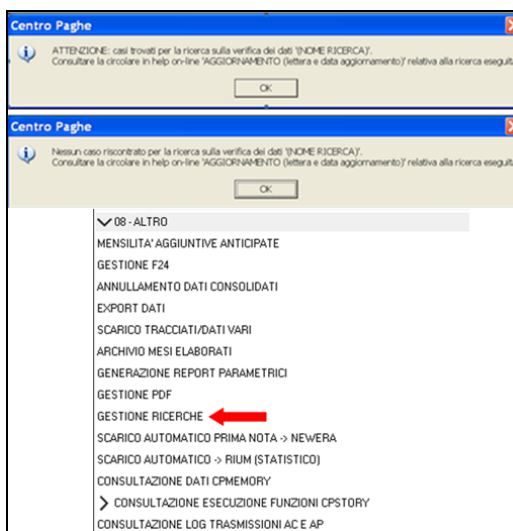 Centro Paghe
ATTENZIONE: casi trovati per la ricerca sulla verifica dei dati '(NOME RICERCA)'.
Consultare la circolare in help on-line 'AGGIORNAMENTO (lettera e data aggiornamento)' relativa alla ricerca eseguit
OK
Centro Paghe
Nessun caso riscontrato per la ricerca sulla verifica dei dati '(NOME RICERCA)'.
Consultare la circolare in help on-line 'AGGIORNAMENTO (lettera e data aggiornamento)' relativa alla ricerca eseguit
OK
08 - ALTRO
MENSILITA' AGGIUNTIVE ANTICIPATE
GESTIONE F24
ANNULLAMENTO DATI CONSOLIDATI
EXPORT DATI
SCARICO TRACCIATI/DATI VARI
ARCHIVIO MESI ELABORATI
GENERAZIONE REPORT PARAMETRICI
GESTIONE PDF
GESTIONE RICERCHE
SCARICO AUTOMATICO PRIMA NOTA -> NEWERA
SCARICO AUTOMATICO -> RIUM (STATISTICO)
CONSULTAZIONE DATI CPMEMORY
CONSULTAZIONE ESECUZIONE FUNZIONI CPSTORY
CONSULTAZIONE LOG TRASMISSIONI AC E AP